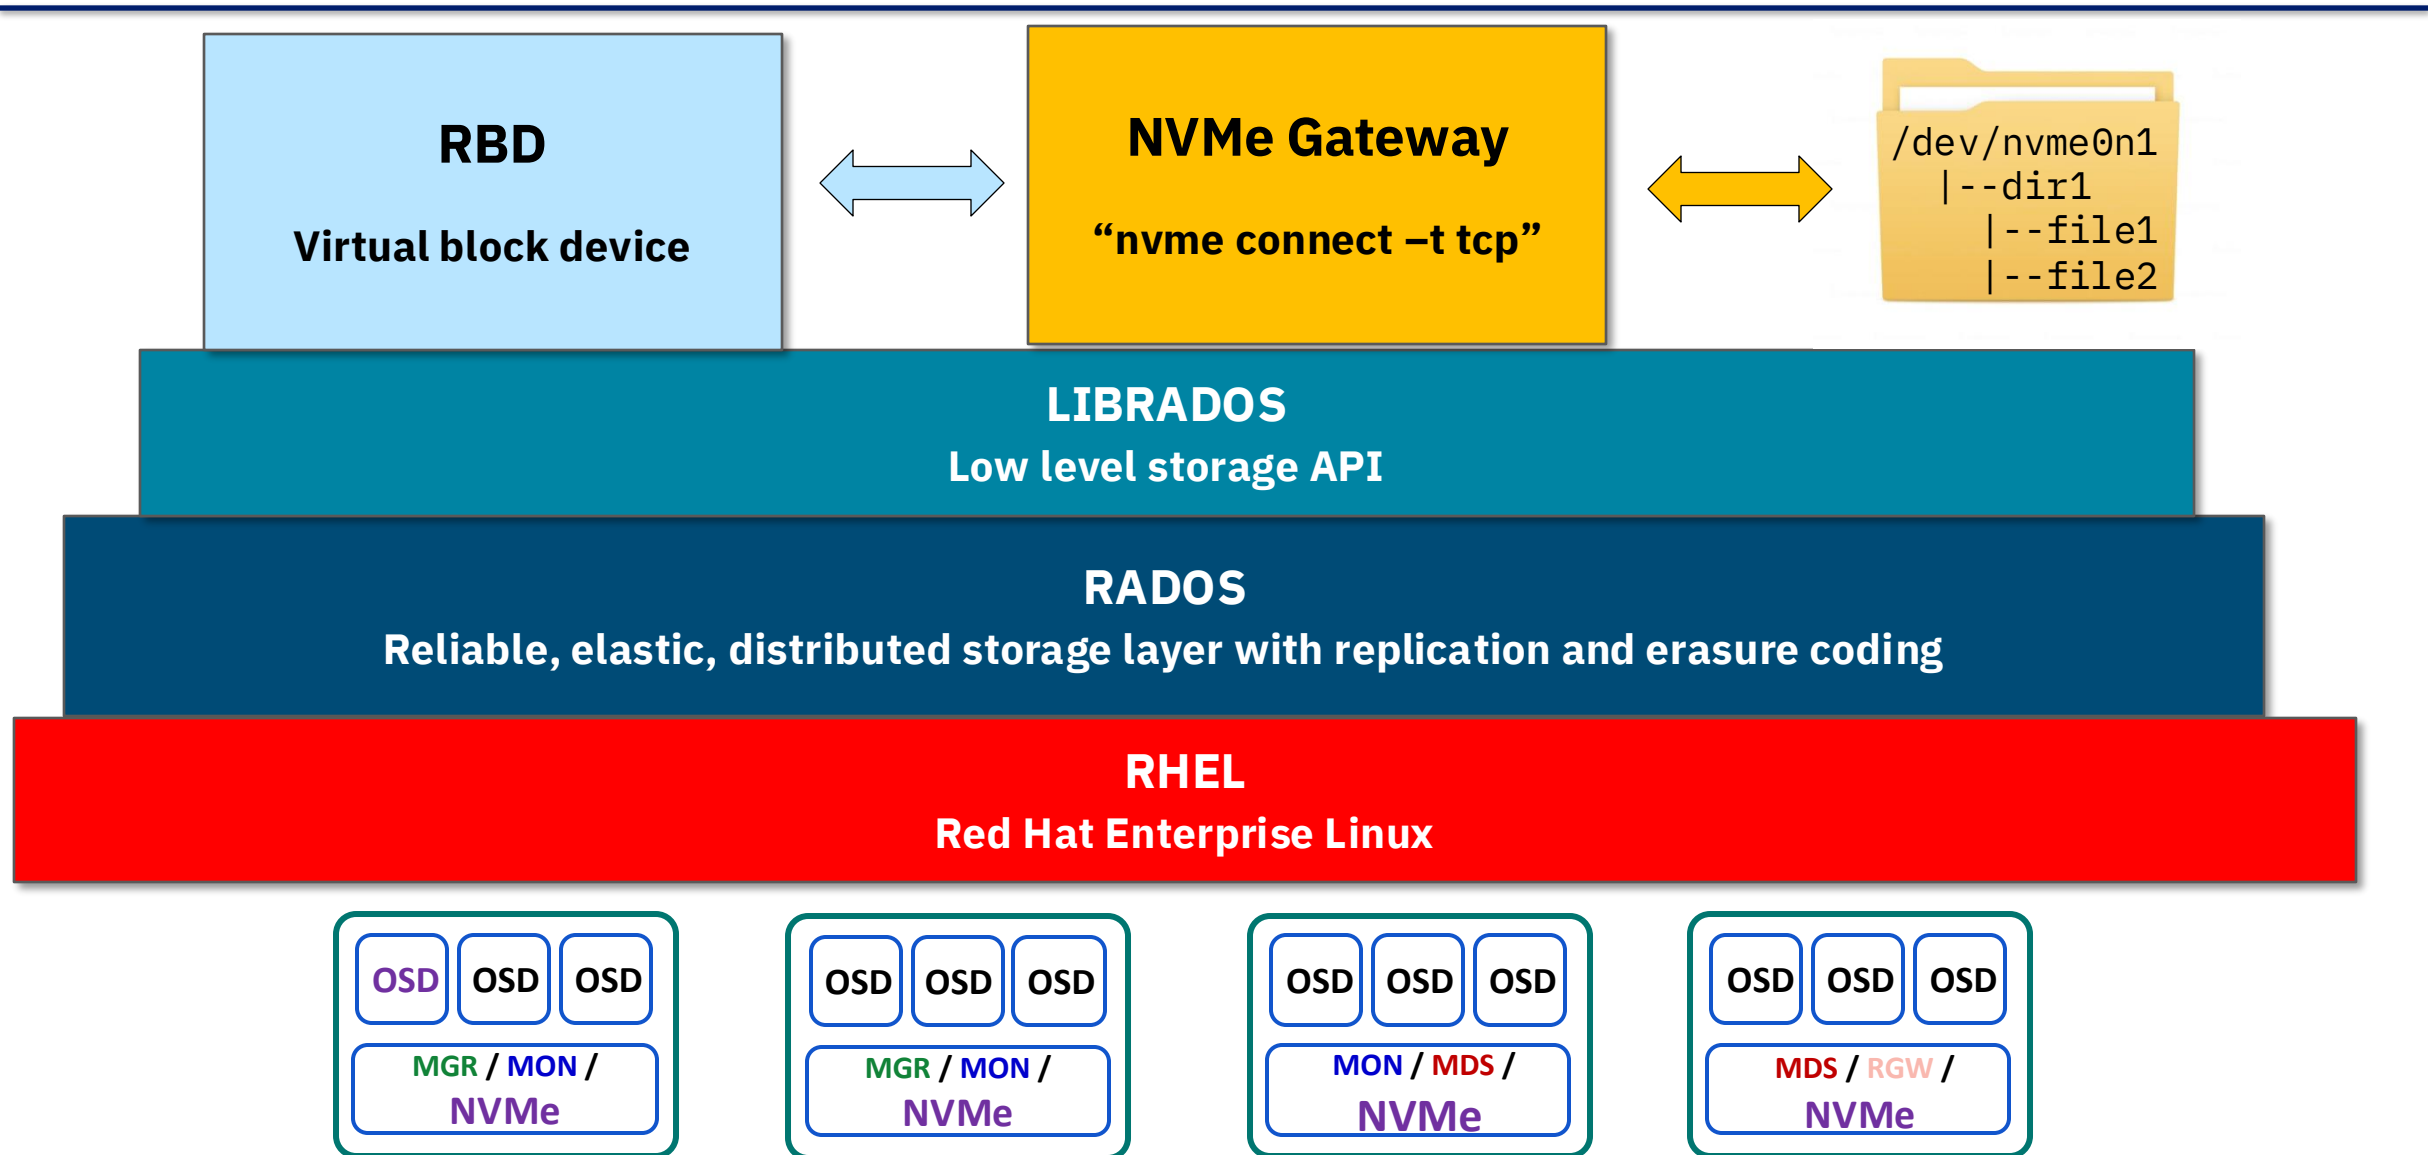 RBD
Virtual block device
NVMe Gateway
“nvme connect –t tcp”
/dev/nvme0n1
|--dir1
|--file1
|--file2
LIBRADOS
Low level storage API
RADOS
Reliable, elastic, distributed storage layer with replication and erasure coding
RHEL
Red Hat Enterprise Linux
OSD OSD OSD
MGR / MON /
NVMe
OSD OSD OSD
MGR / MON /
NVMe
OSD OSD OSD
MON / MDS /
NVMe
OSD OSD OSD
MDS / RGW /
NVMe